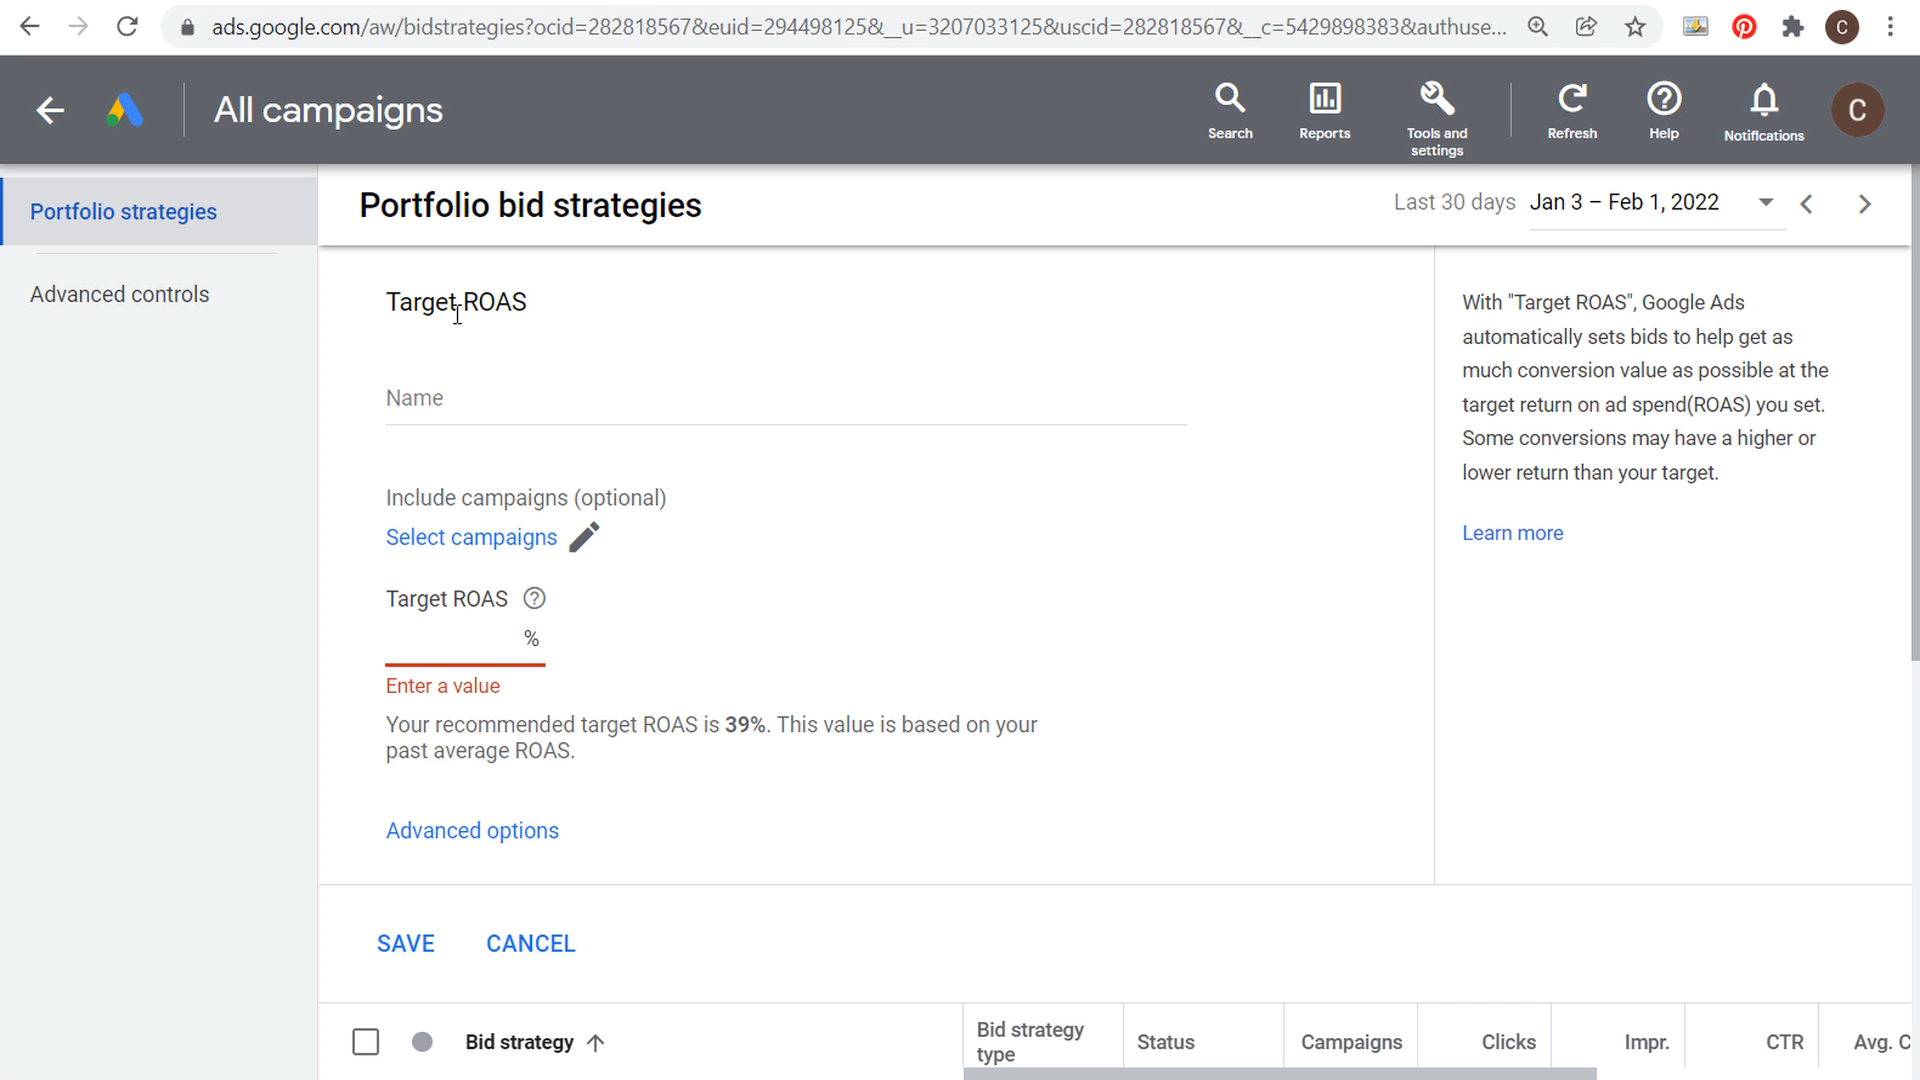 ads.google.com/aw/bidstrategies?ocid=282818567&euid=294498125&__u=3207033125&uscid=282818567&__c=5429898383&authuse...
C
All campaigns
Search
Reports
Tools and
settings
Refresh
Help
Notifications
C
Portfolio strategies
Advanced controls
Portfolio bid strategies
Last 30 days Jan 3 – Feb 1, 2022
Target ROAS
Name
Include campaigns (optional)
Select campaigns
Target ROAS
%
Enter a value
Your recommended target ROAS is 39%. This value is based on your
past average ROAS.
Advanced options
With "Target ROAS", Google Ads
automatically sets bids to help get as
much conversion value as possible at the
target return on ad spend(ROAS) you set.
Some conversions may have a higher or
lower return than your target.
Learn more
SAVE CANCEL
Bid strategy
Bid strategy
type
Status
Campaigns
Clicks
Impr.
CTR
Avg. C